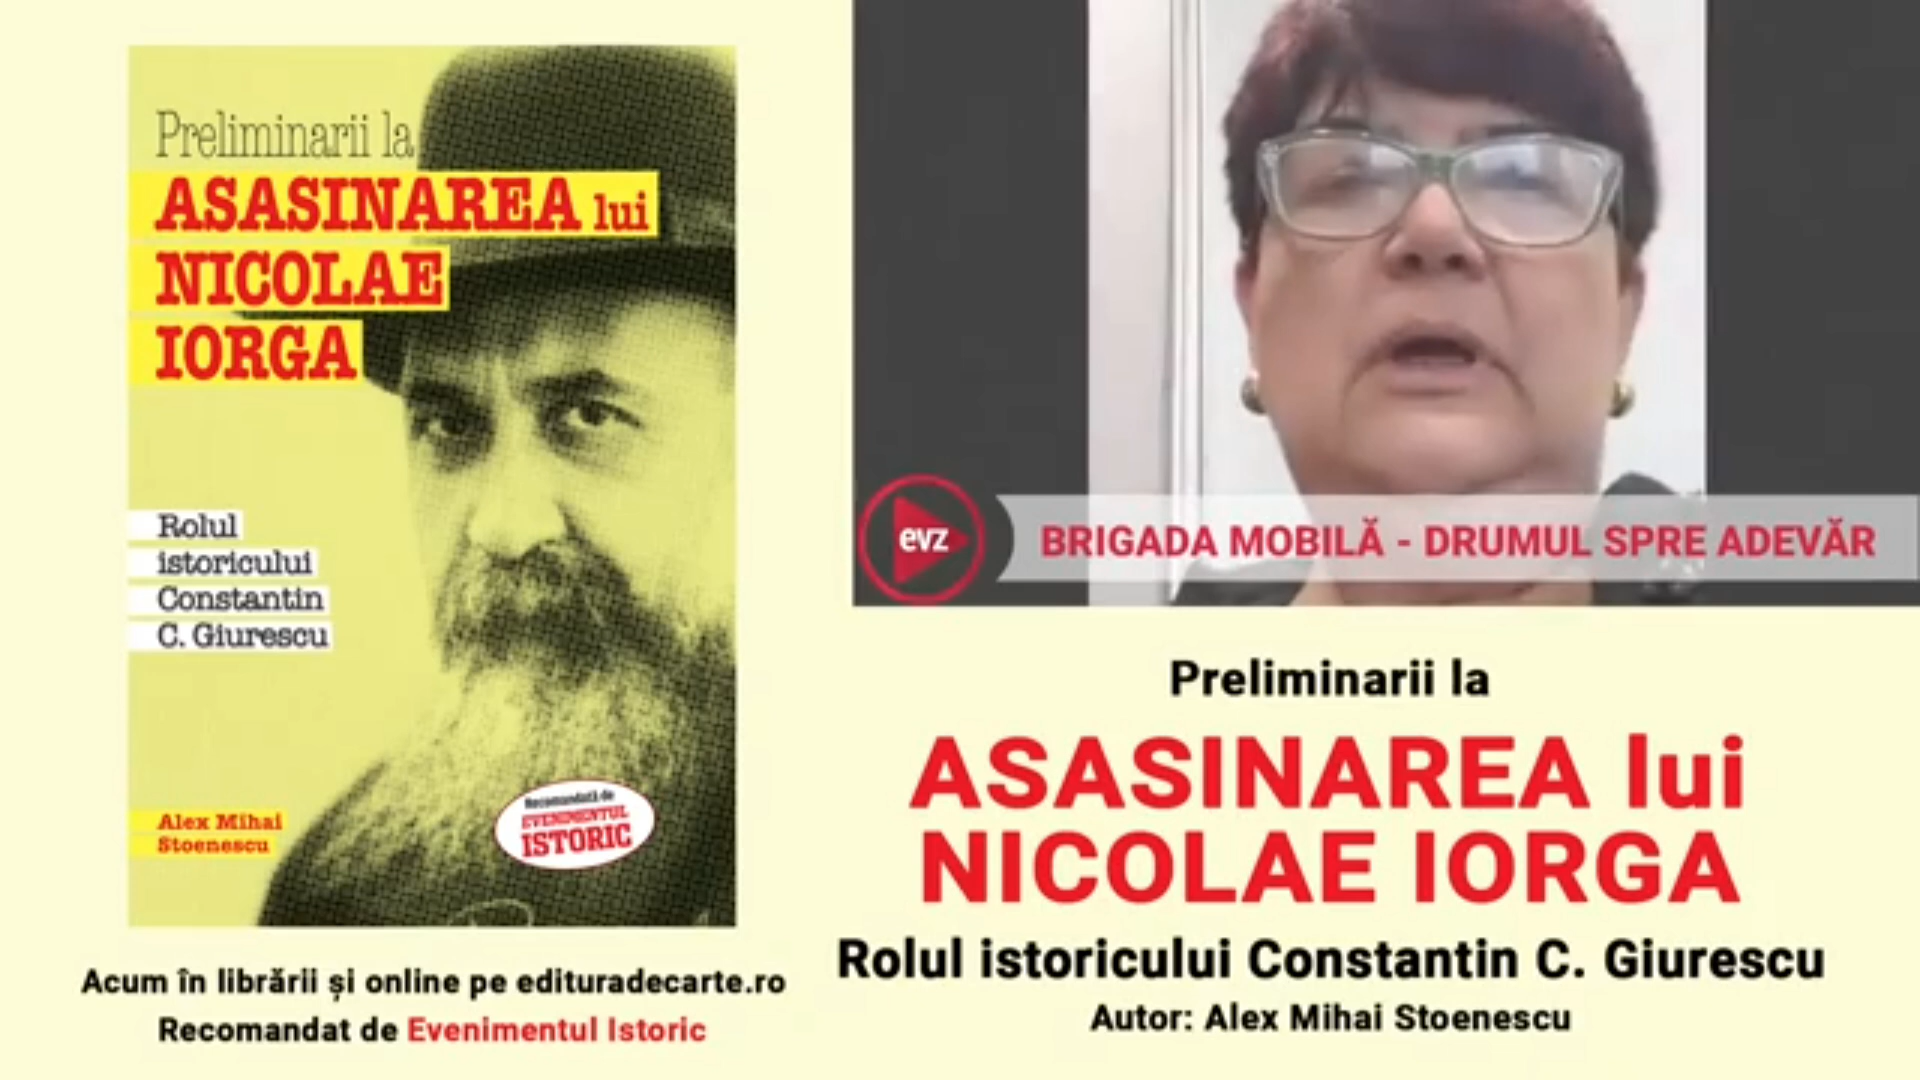 Preliminarii la
ASASINAREA lui
NICOLAE
IORGA
Rolul
istoricului
Constantin
C. Giurescu
Alex Mihai
Stoenescu
Recomandată de
EVENIMENTUL
ISTORIC
Acum în librării și online pe edituradecarte.ro
Recomandat de Evenimentul Istoric
evz
BRIGADA MOBILĂ - DRUMUL SPRE ADEVĂR
Preliminarii la
ASASINAREA lui
NICOLAE IORGA
Rolul istoricului Constantin C. Giurescu
Autor: Alex Mihai Stoenescu